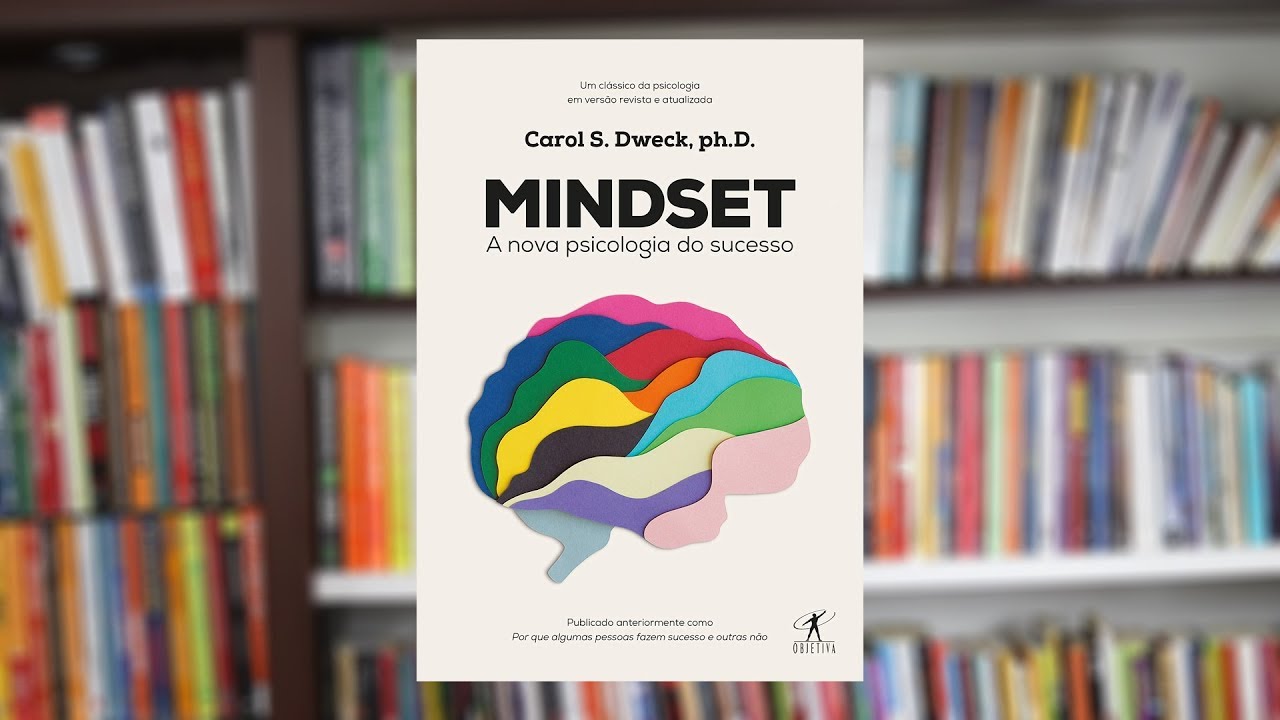 Um clássico da psicologia
em versão revista e atualizada
Carol S. Dweck, ph.D.
MINDSET
A nova psicologia do sucesso
Publicado anteriormente como
Por que algumas pessoas fazem sucesso e outras não
OBJETIVA